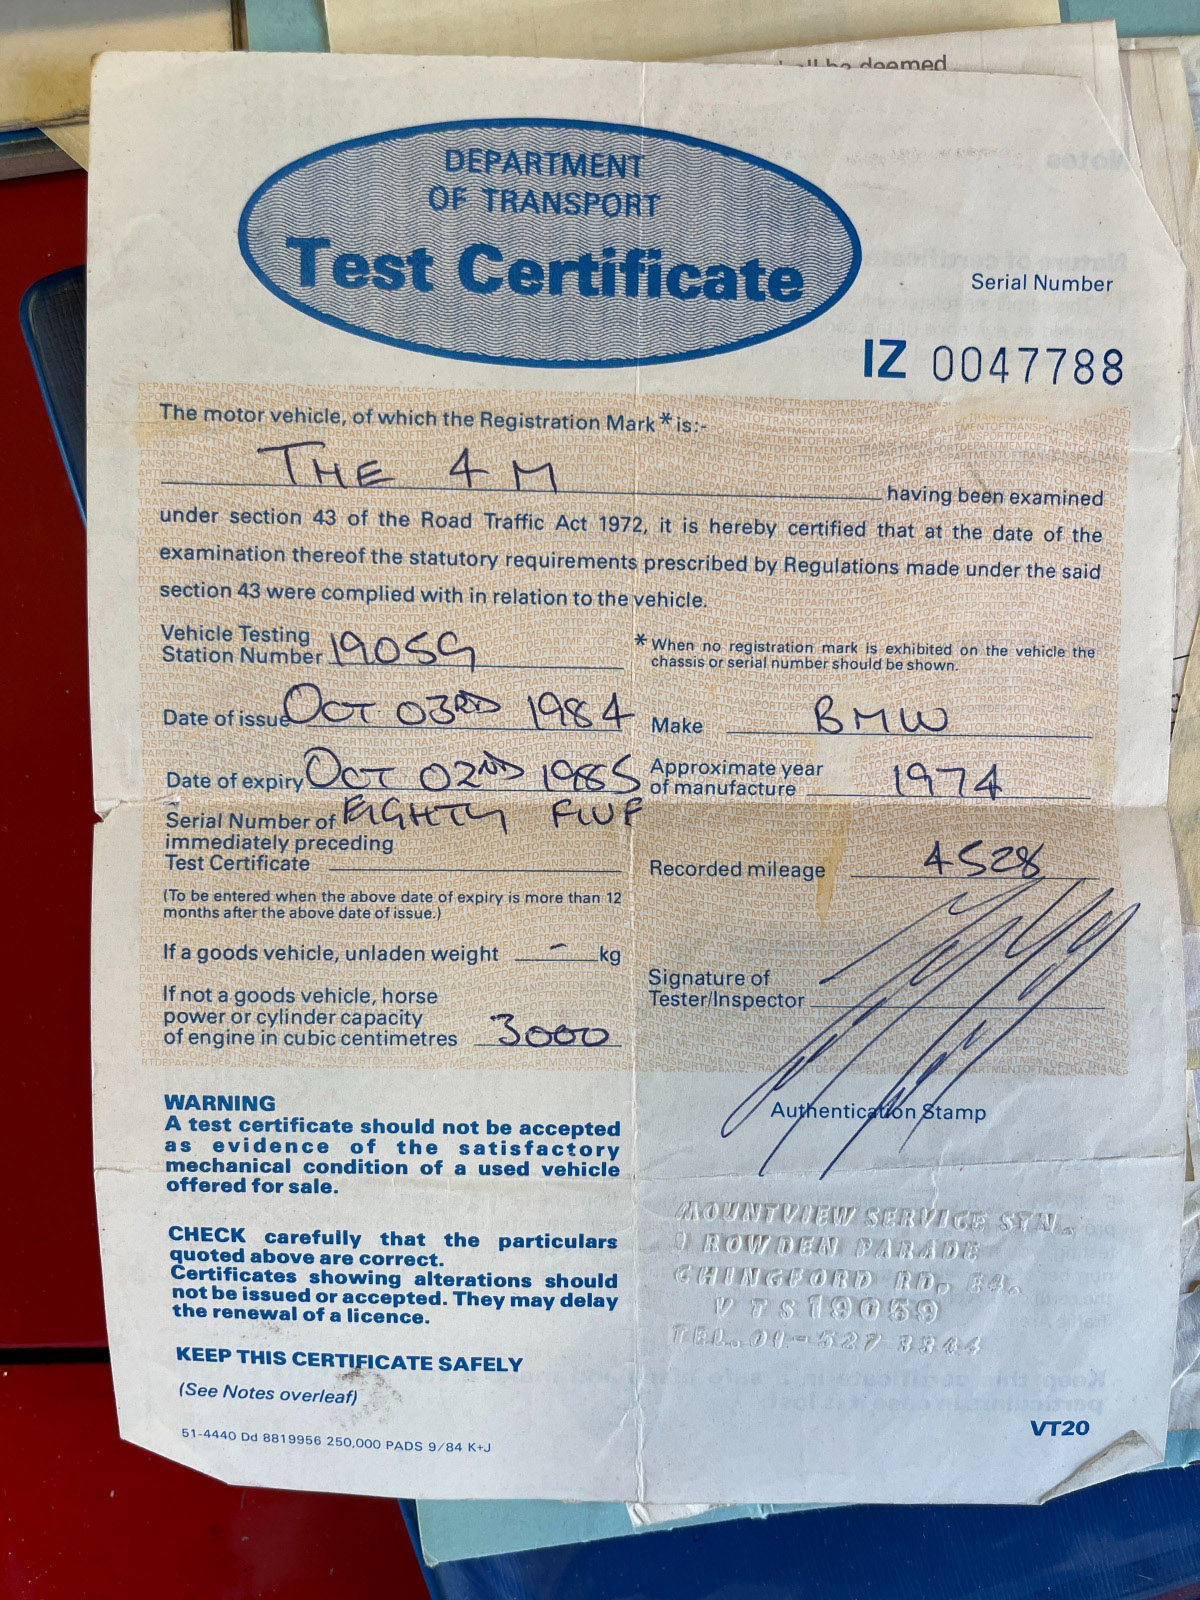 ll be deemed
DEPARTMENT
OF TRANSPORT
Test Certificate
Serial Number
IZ 0047788
The motor vehicle, of which the Registration Mark * is:-
THE 4 M
having been examined
under section 43 of the Road Traffic Act 1972, it is hereby certified that at the date of the
examination thereof the statutory requirements prescribed by Regulations made under the said
section 43 were complied with in relation to the vehicle.
Vehicle Testing
Station Number 19059
* When no registration mark is exhibited on the vehicle the
chassis or serial number should be shown.
Date of issue OCT 03RD 1984
Make BMW
Date of expiry OCT 02ND 1985
EIGHTY FIVE
Approximate year
of manufacture 1974
Serial Number of
immediately preceding
Test Certificate
Recorded mileage 4528
(To be entered when the above date of expiry is more than 12
months after the above date of issue.)
If a goods vehicle, unladen weight - kg
Signature of
Tester/Inspector
If not a goods vehicle, horse
power or cylinder capacity
of engine in cubic centimetres 3000
Authentication Stamp
WARNING
A test certificate should not be accepted
as evidence of the satisfactory
mechanical condition of a used vehicle
offered for sale.
CHECK carefully that the particulars
quoted above are correct.
Certificates showing alterations should
not be issued or accepted. They may delay
the renewal of a licence.
KEEP THIS CERTIFICATE SAFELY
(See Notes overleaf)
51-4440 Dd 8819956 250,000 PADS 9/84 K+J
MOUNTVIEW SERVICE STN.
ROWDEN PARADE
CHINGFORD RD, E4.
VTS 19059
TEL. 01-527 3344
VT20